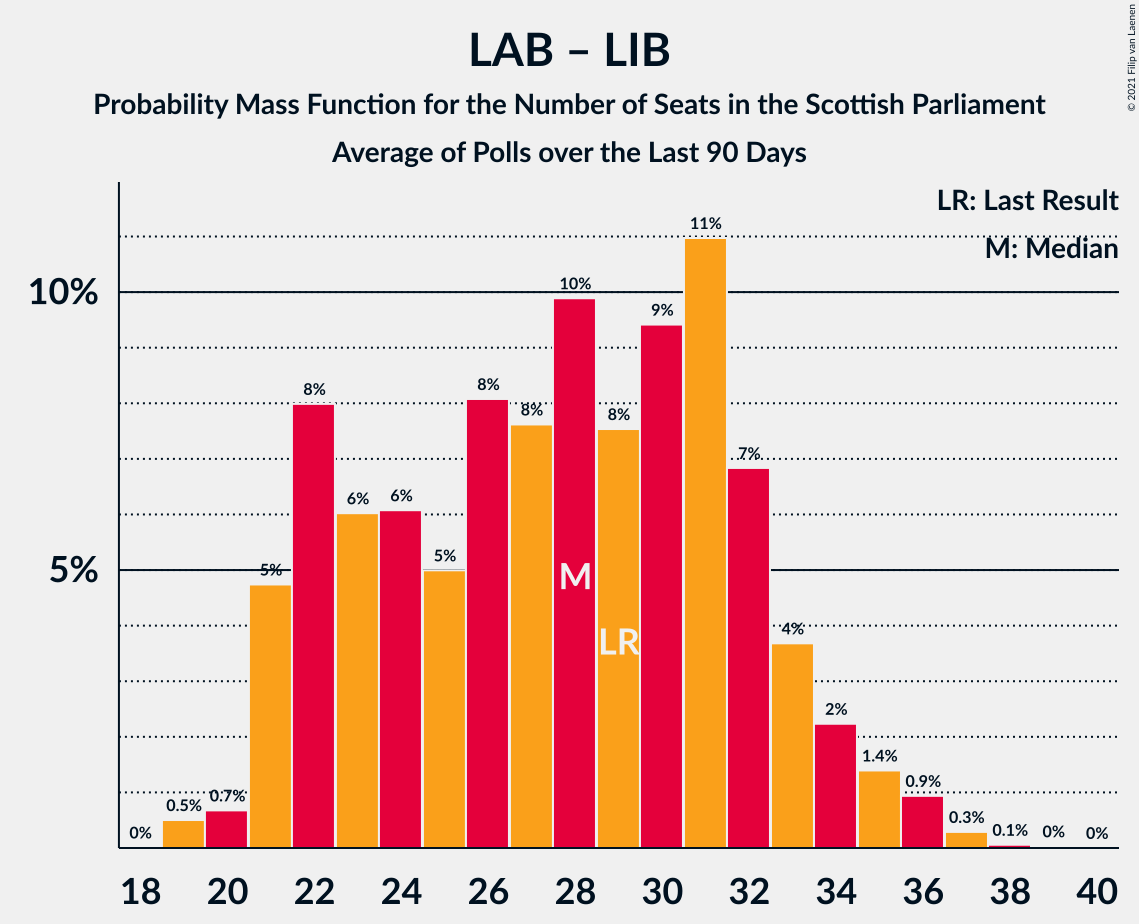 LAB – LIB
Probability Mass Function for the Number of Seats in the Scottish Parliament
Average of Polls over the Last 90 Days
© 2021 Filip van Laenen
LR: Last Result
M: Median
10%
5%
0%
0.5%
0.7%
5%
8%
6%
6%
5%
8%
8%
10%
8%
9%
11%
7%
4%
2%
1.4%
0.9%
0.3%
0.1%
0%
0%
M
LR
18 20 22 24 26 28 30 32 34 36 38 40